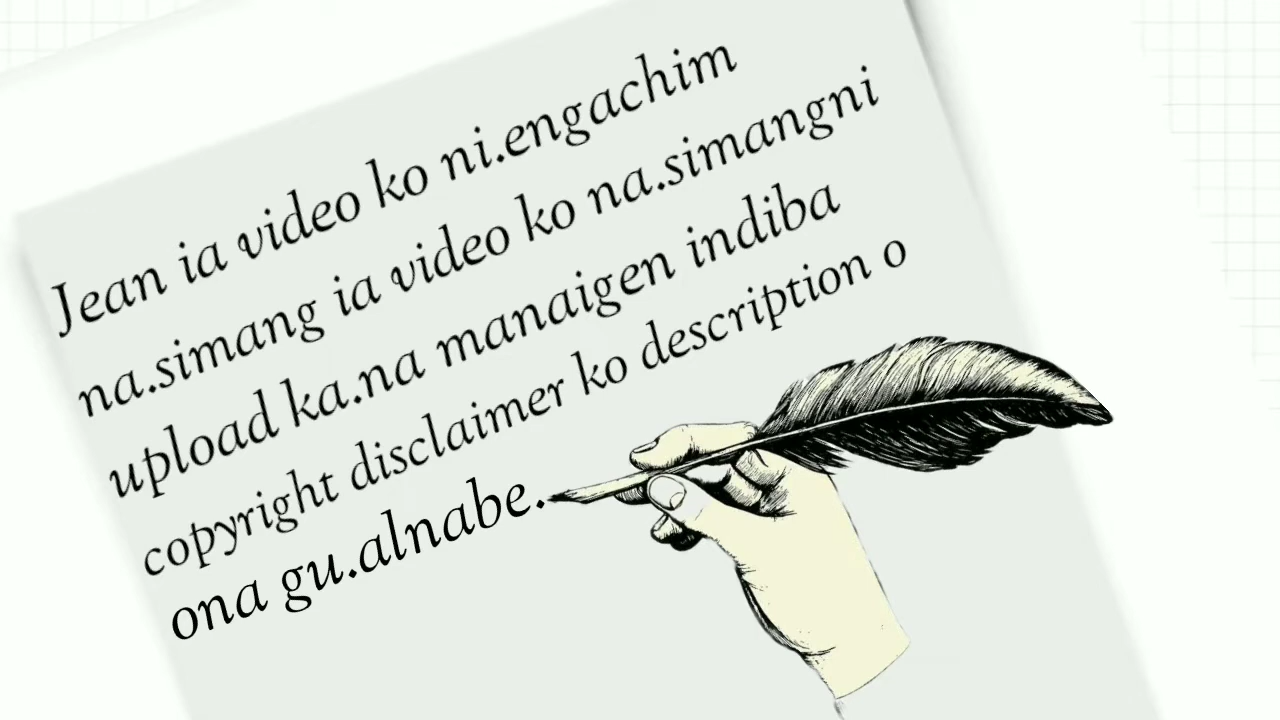 Jean ia video ko ni.engachim
na.simang ia video ko na.simangni
upload ka.na manaigen indiba
copyright disclaimer ko description o
ona gu.alnabe.